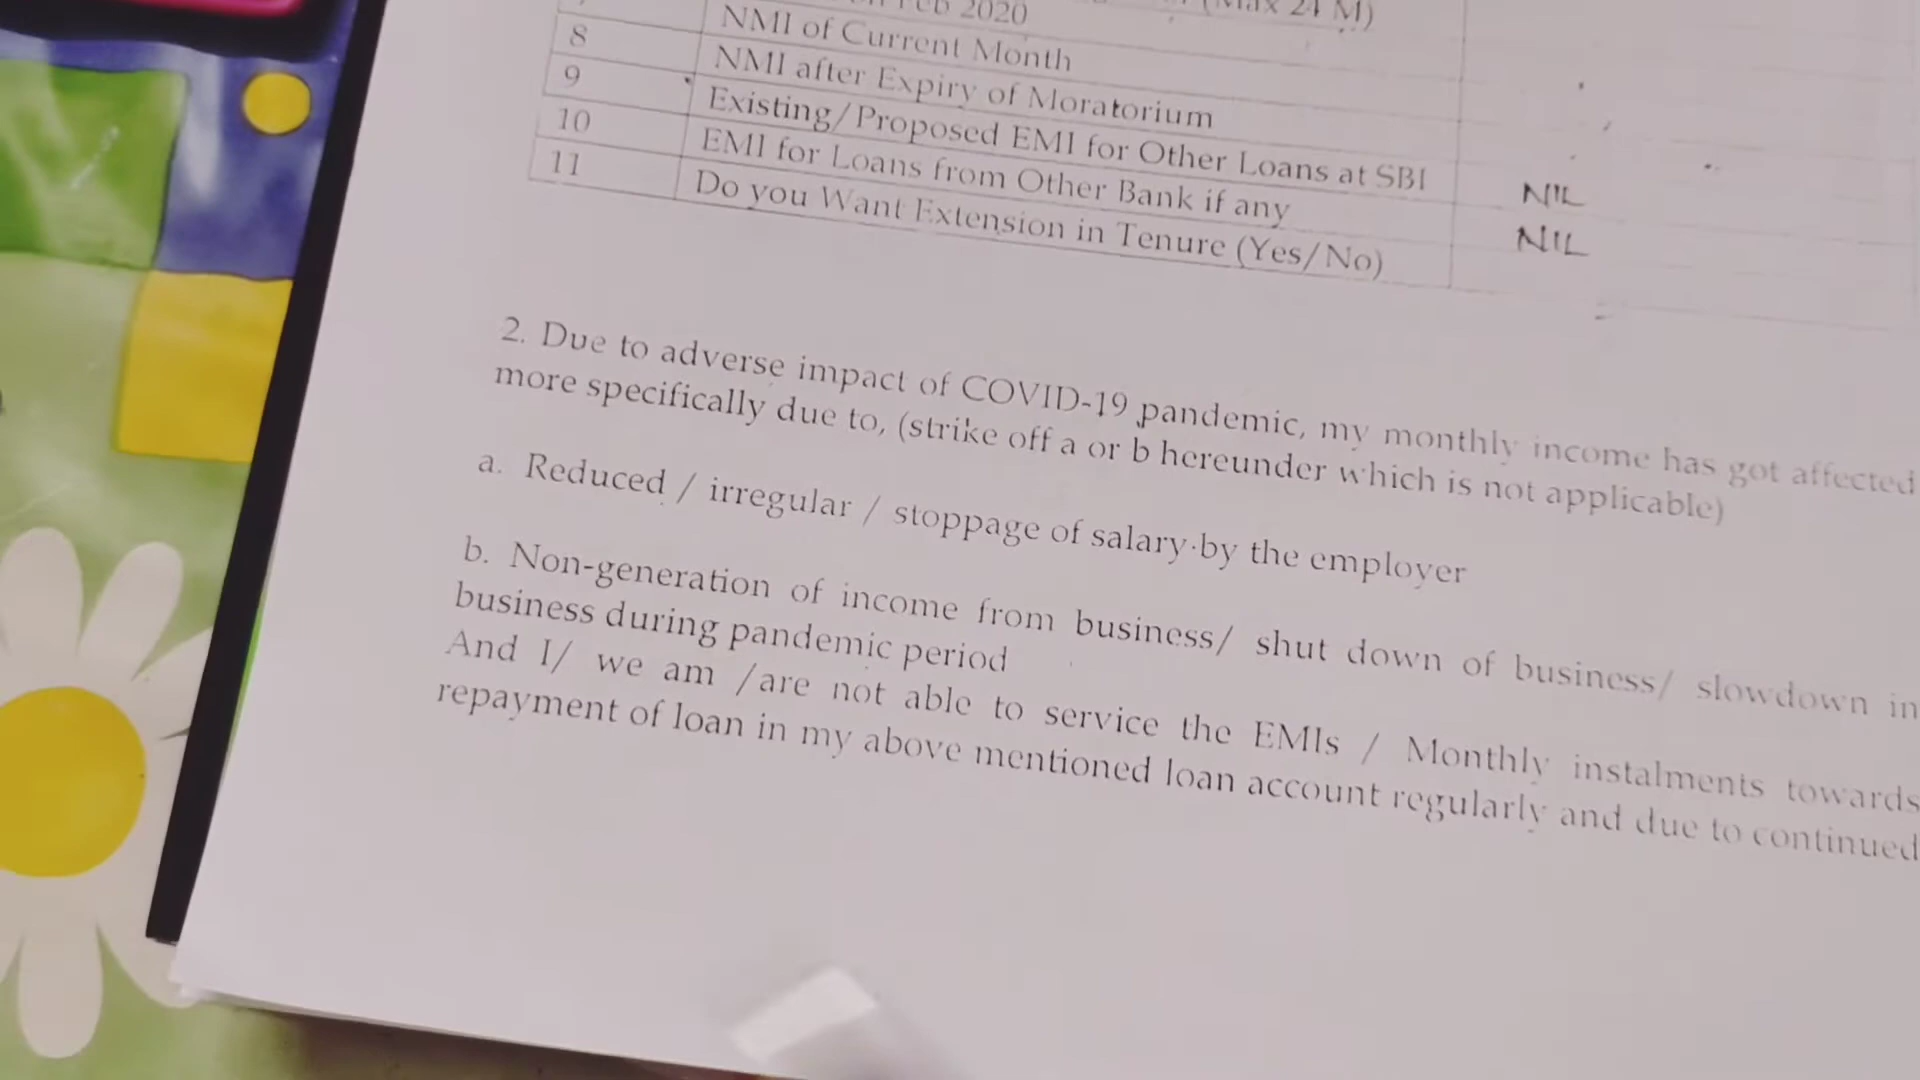 (Max 24 M)
Feb 2020
8 NMI of Current Month
9 NMI after Expiry of Moratorium
Existing/Proposed EMI for Other Loans at SBI NIL
10 EMI for Loans from Other Bank if any NIL
11 Do you Want Extension in Tenure (Yes/No)
2. Due to adverse impact of COVID-19 pandemic, my monthly income has got affected
more specifically due to, (strike off a or b hereunder which is not applicable)
a. Reduced / irregular / stoppage of salary by the employer
b. Non-generation of income from business/ shut down of business/ slowdown in
business during pandemic period
And I/ we am /are not able to service the EMIs / Monthly instalments towards
repayment of loan in my above mentioned loan account regularly and due to continued